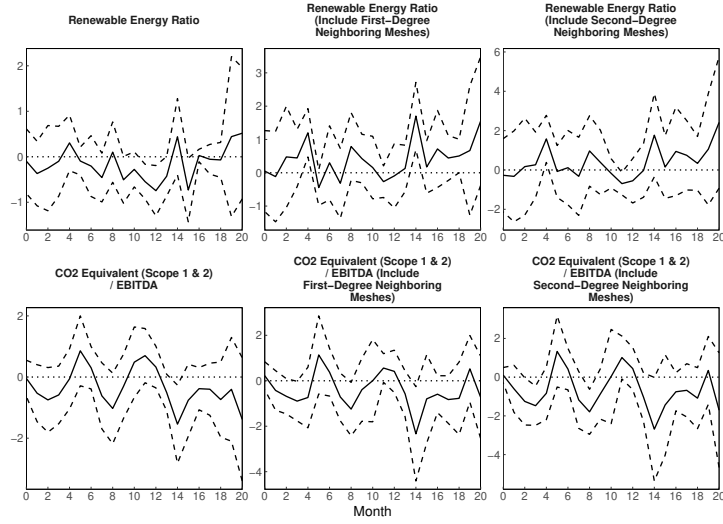 Renewable Energy Ratio
Renewable Energy Ratio
(Include First−Degree
Neighboring Meshes)
Renewable Energy Ratio
(Include Second−Degree
Neighboring Meshes)
2
1
0
−1
0 2 4 6 8 10 12 14 16 18 20
3
2
1
0
−1
0 2 4 6 8 10 12 14 16 18 20
6
4
2
0
−2
0 2 4 6 8 10 12 14 16 18 20
CO2 Equivalent (Scope 1 & 2)
/ EBITDA
CO2 Equivalent (Scope 1 & 2)
/ EBITDA (Include
First−Degree Neighboring
Meshes)
CO2 Equivalent (Scope 1 & 2)
/ EBITDA (Include
Second−Degree Neighboring
Meshes)
2
0
−2
0 2 4 6 8 10 12 14 16 18 20
2
0
−2
−4
0 2 4 6 8 10 12 14 16 18 20
2
0
−2
−4
0 2 4 6 8 10 12 14 16 18 20
Month